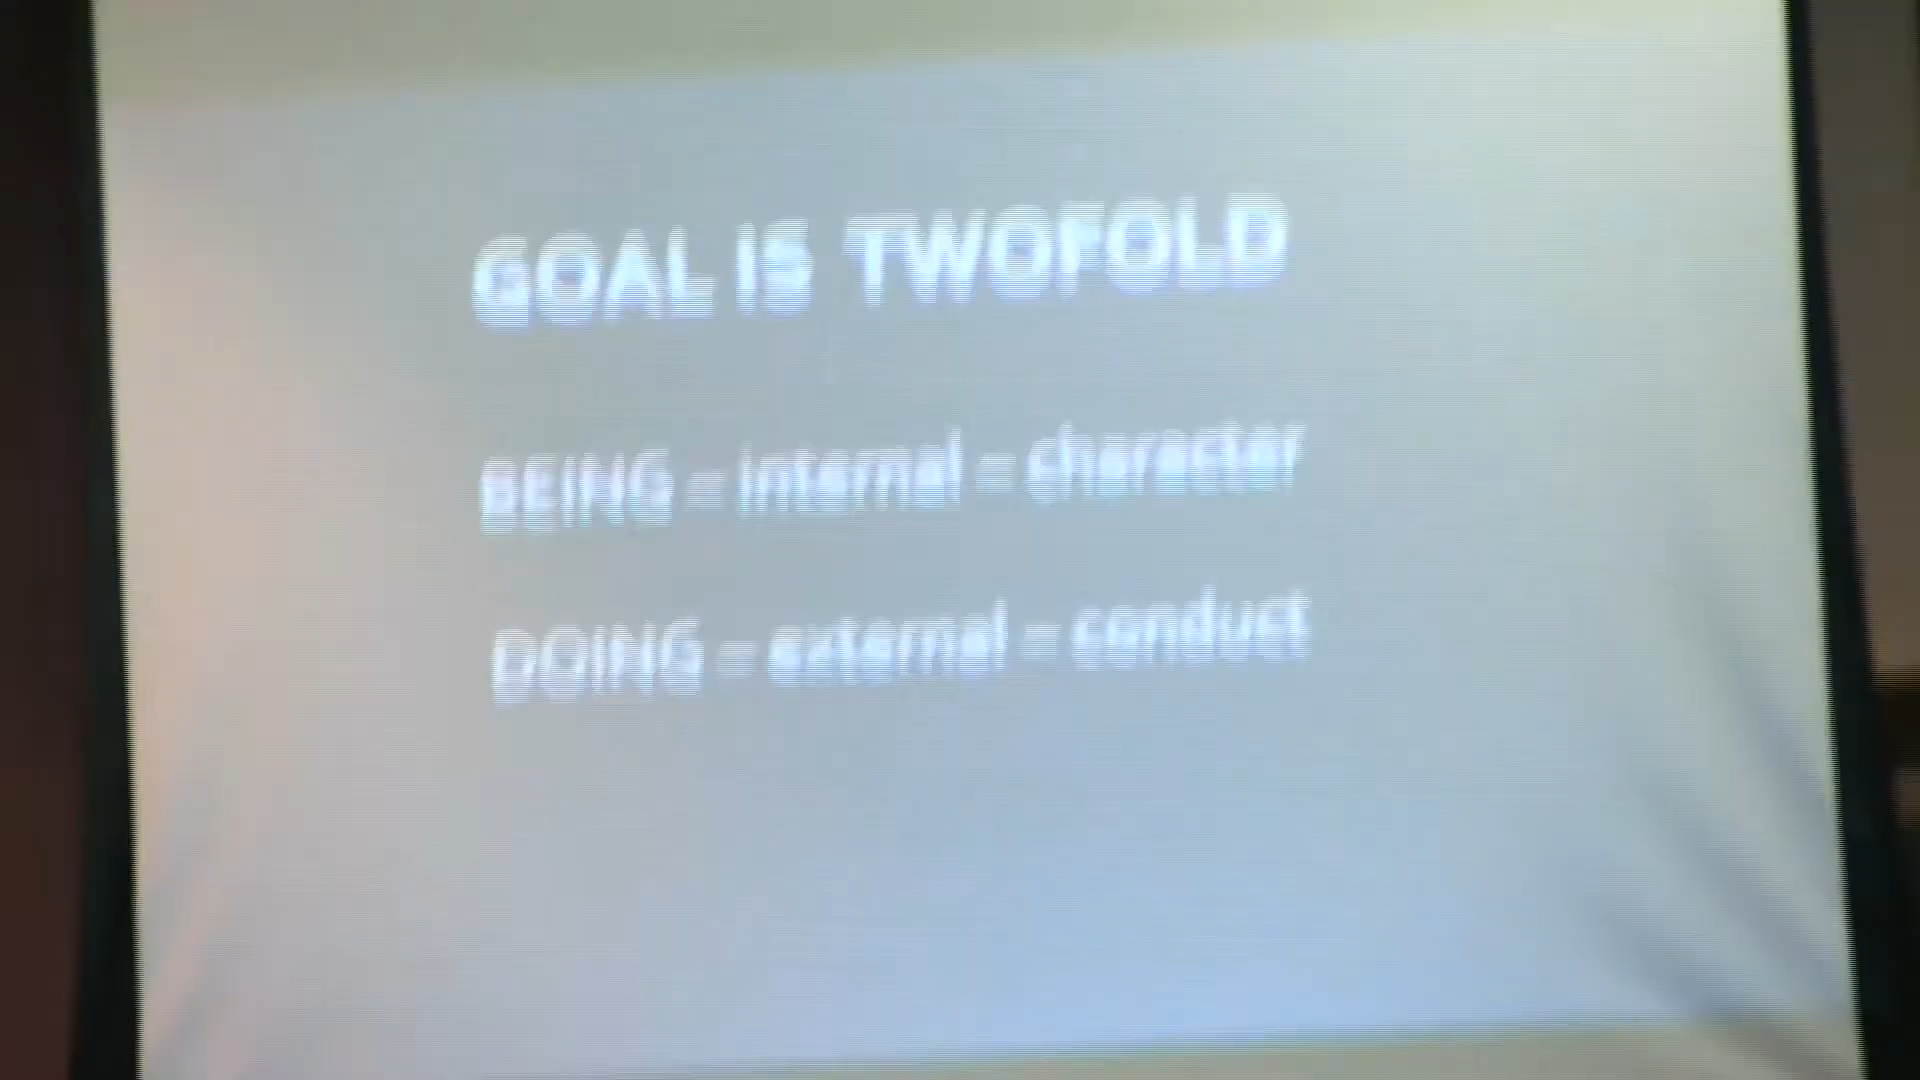 GOAL IS TWOFOLD
BEING = internal = character
DOING = external = conduct